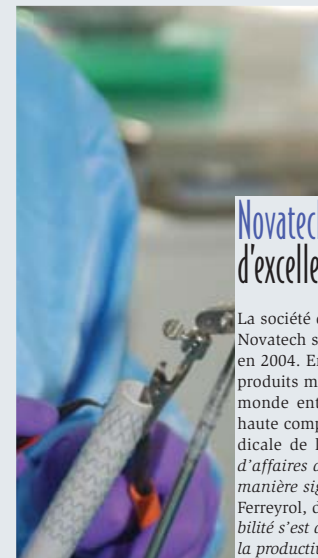 Novatech
d'excelle
La société
Novatech s
en 2004. En
produits m
monde ent
haute comp
dicale de l
d'affaires a
manière sig
Ferreyrol, d
bilité s'est a
la productiv